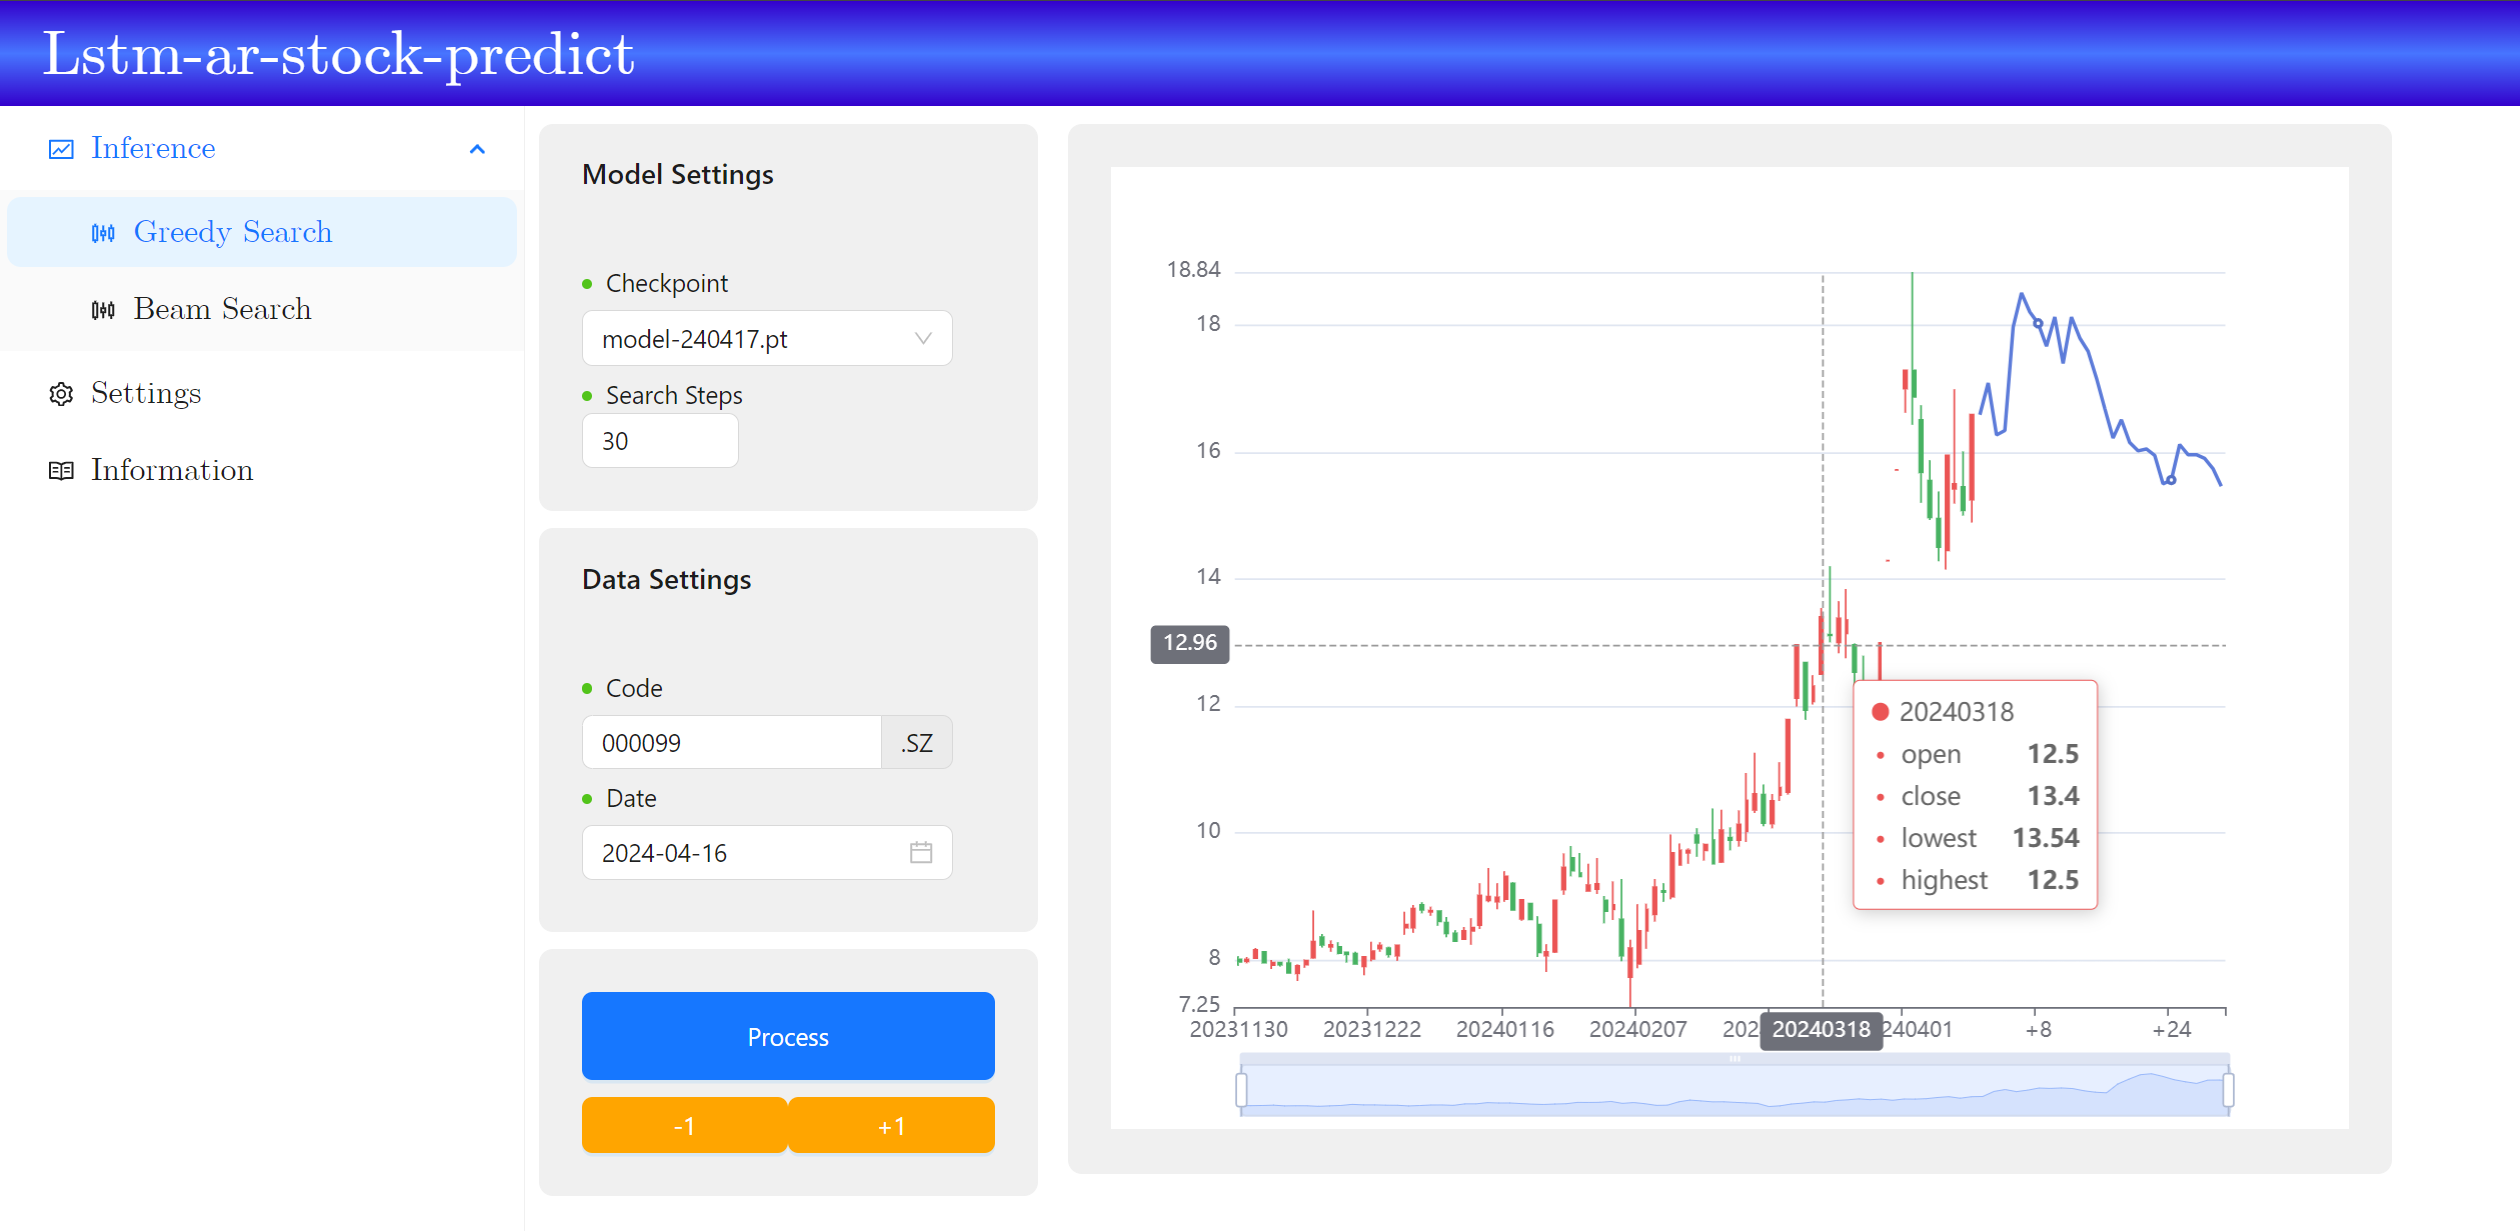 Lstm-ar-stock-predict
Inference
Greedy Search
Beam Search
Settings
Information
Model Settings
Checkpoint
model-240417.pt
Search Steps
30
Data Settings
Code
000099 .SZ
Date
2024-04-16
Process
-1 +1
18.84
18
16
14
12.96
12
10
8
7.25
20231130 20231222 20240116 20240207 202 20240318 240401 +8 +24
20240318
open 12.5
close 13.4
lowest 13.54
highest 12.5